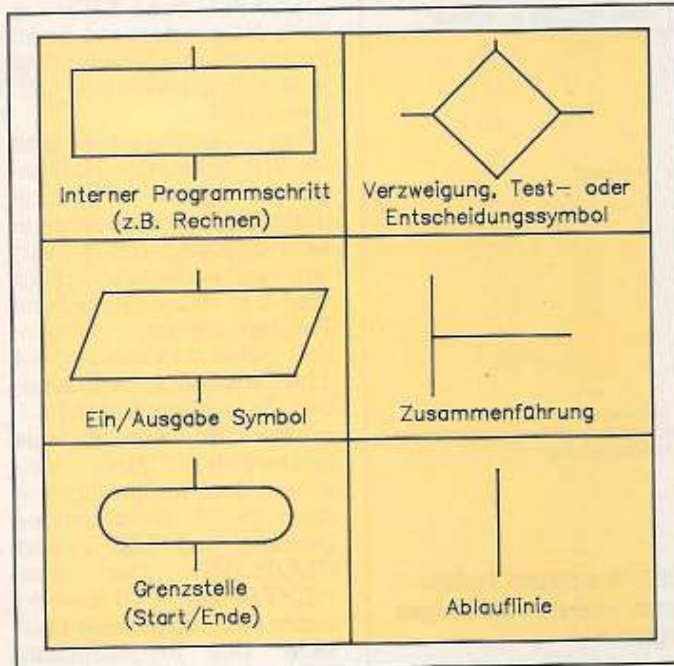 Interner Programmschritt
(z.B. Rechnen)
Verzweigung, Test- oder
Entscheidungssymbol
Ein/Ausgabe Symbol
Zusammenführung
Grenzstelle
(Start/Ende)
Ablauflinie